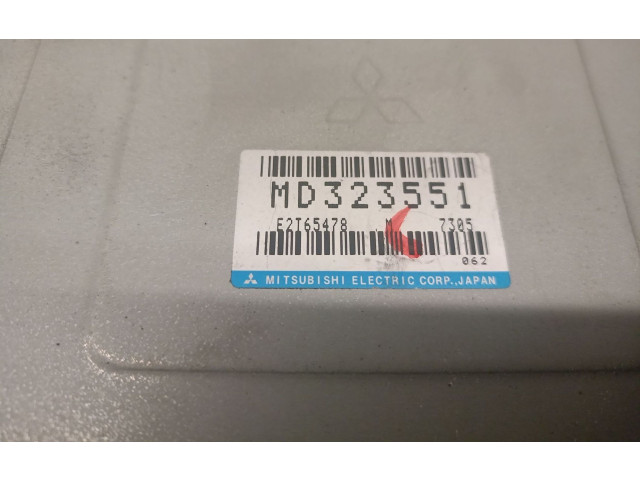 MD323551
E2T65478 M 7305
062
MITSUBISHI ELECTRIC CORP.,JAPAN